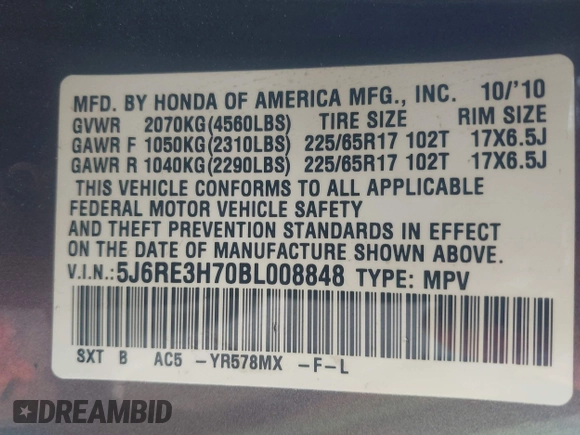 MFD. BY HONDA OF AMERICA MFG., INC. 10/'10
GVWR 2070KG(4560LBS) TIRE SIZE RIM SIZE
GAWR F 1050KG(2310LBS) 225/65R17 102T 17X6.5J
GAWR R 1040KG(2290LBS) 225/65R17 102T 17X6.5J
THIS VEHICLE CONFORMS TO ALL APPLICABLE
FEDERAL MOTOR VEHICLE SAFETY
AND THEFT PREVENTION STANDARDS IN EFFECT
ON THE DATE OF MANUFACTURE SHOWN ABOVE.
V.I.N.: 5J6RE3H70BL008848 TYPE: MPV
SXT B AC5 -YR578MX -F-L
DREAMBID